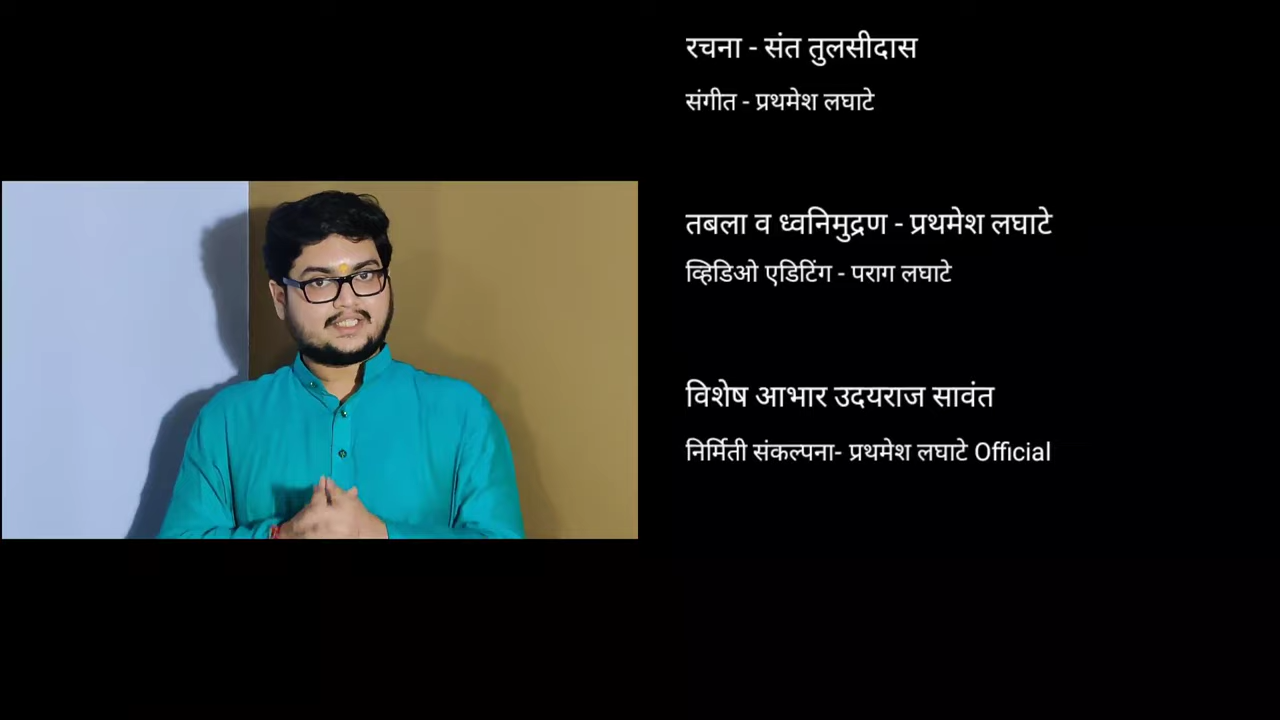 रचना - संत तुलसीदास
संगीत - प्रथमेश लघाटे
तबला व ध्वनिमुद्रण - प्रथमेश लघाटे
व्हिडिओ एडिटिंग - पराग लघाटे
विशेष आभार उदयराज सावंत
निर्मिती संकल्पना- प्रथमेश लघाटे Official